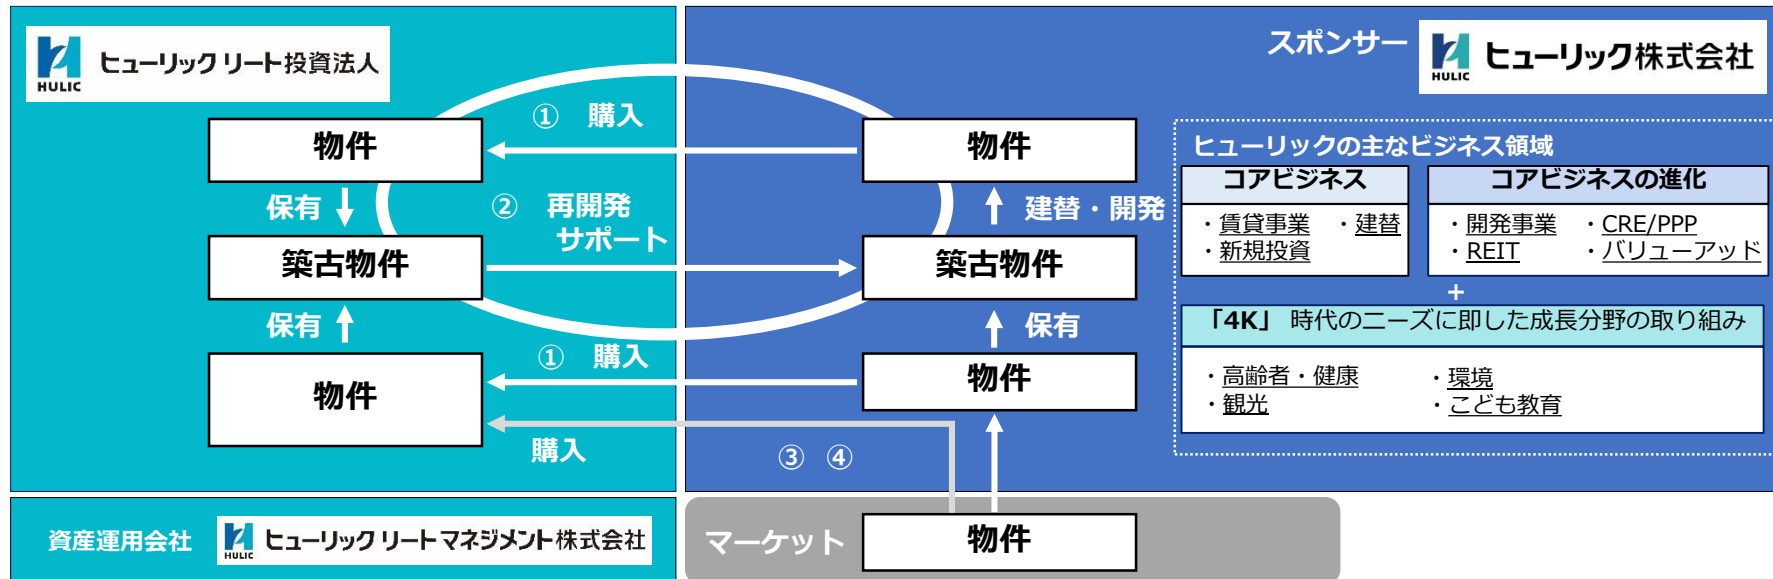 HULIC
ヒューリック リート投資法人
スポンサー
HULIC
ヒューリック株式会社
① 購入
物件
物件
保有
② 再開発
サポート
建替・開発
築古物件
築古物件
保有
保有
① 購入
物件
物件
購入
③ ④
ヒューリックの主なビジネス領域
コアビジネス
・賃貸事業 ・建替
・新規投資
コアビジネスの進化
・開発事業 ・CRE/PPP
・REIT ・バリューアッド
+
「4K」 時代のニーズに即した成長分野の取り組み
・高齢者・健康 ・環境
・観光 ・こども教育
資産運用会社
HULIC
ヒューリック リートマネジメント株式会社
マーケット
物件